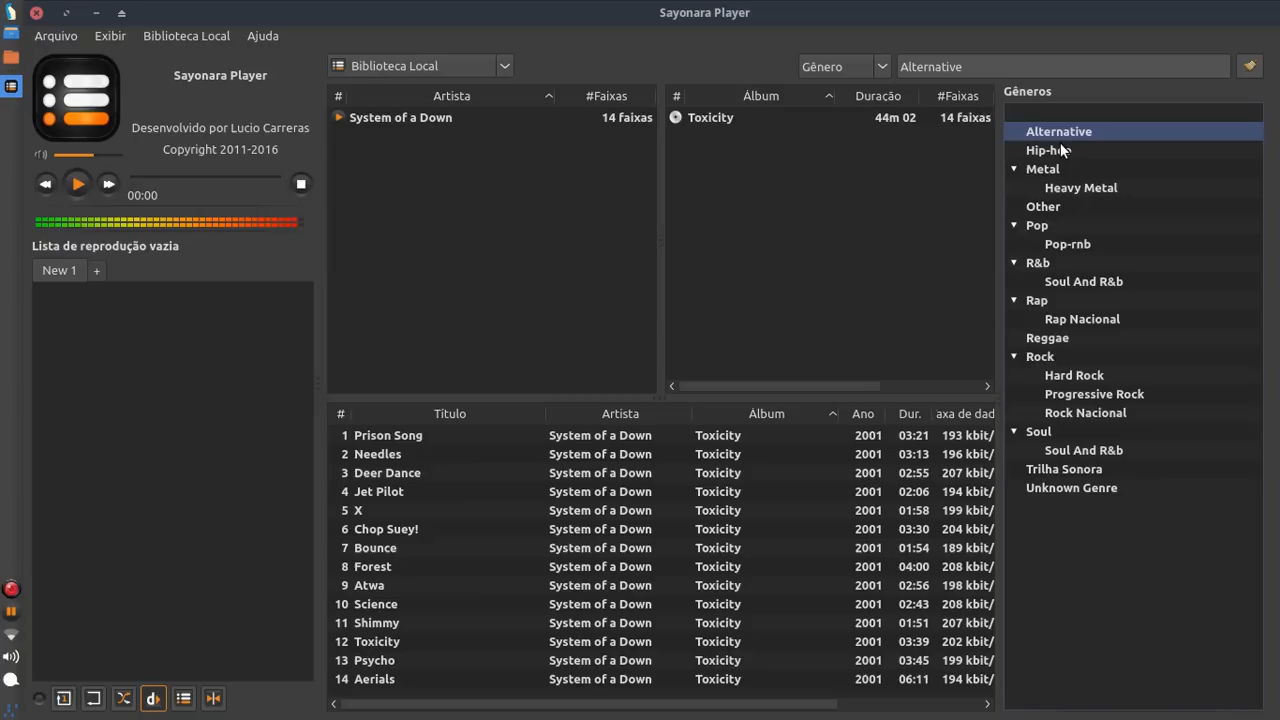 Sayonara Player
Arquivo Exibir Biblioteca Local Ajuda
Sayonara Player
Desenvolvido por Lucio Carreras
Copyright 2011-2016
00:00
Lista de reprodução vazia
New 1 +
Biblioteca Local
Gênero Alternative
# Artista #Faixas
System of a Down 14 faixas
# Álbum Duração #Faixas
Toxicity 44m 02 14 faixas
Gêneros
Alternative
Hip-hop
Metal
Heavy Metal
Other
Pop
Pop-rnb
R&b
Soul And R&b
Rap
Rap Nacional
Reggae
Rock
Hard Rock
Progressive Rock
Rock Nacional
Soul
Soul And R&b
Trilha Sonora
Unknown Genre
# Título Artista Álbum Ano Dur. axa de dad
1 Prison Song System of a Down Toxicity 2001 03:21 193 kbit/
2 Needles System of a Down Toxicity 2001 03:13 196 kbit/
3 Deer Dance System of a Down Toxicity 2001 02:55 207 kbit/
4 Jet Pilot System of a Down Toxicity 2001 02:06 194 kbit/
5 X System of a Down Toxicity 2001 01:58 199 kbit/
6 Chop Suey! System of a Down Toxicity 2001 03:30 204 kbit/
7 Bounce System of a Down Toxicity 2001 01:54 189 kbit/
8 Forest System of a Down Toxicity 2001 04:00 208 kbit/
9 Atwa System of a Down Toxicity 2001 02:56 198 kbit/
10 Science System of a Down Toxicity 2001 02:43 208 kbit/
11 Shimmy System of a Down Toxicity 2001 01:51 207 kbit/
12 Toxicity System of a Down Toxicity 2001 03:39 202 kbit/
13 Psycho System of a Down Toxicity 2001 03:45 199 kbit/
14 Aerials System of a Down Toxicity 2001 06:11 194 kbit/